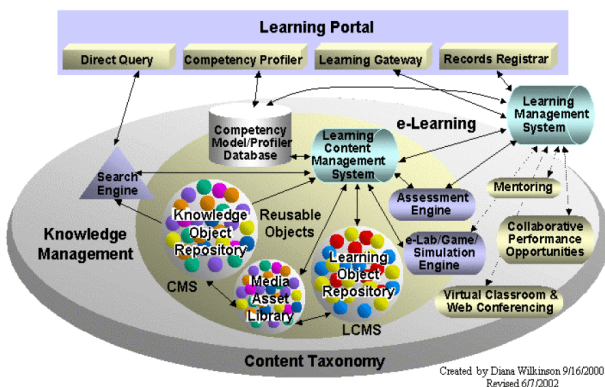 Learning Portal
Direct Query
Competency Profiler
Learning Gateway
Records Registrar
Competency
Model/Profiler
Database
Learning
Content
Management
System
e-Learning
Learning
Management
System
Search
Engine
Assessment
Engine
Mentoring
Knowledge
Object
Repository
Reusable
Objects
Knowledge
Management
e-Lab/Game/
Simulation
Engine
Collaborative
Performance
Opportunities
Learning
Object
Repository
CMS
Media
Asset
Library
LCMS
Virtual Classroom &
Web Conferencing
Content Taxonomy
Created by Diana Wilkinson 9/16/2000
Revised 6/7/2002